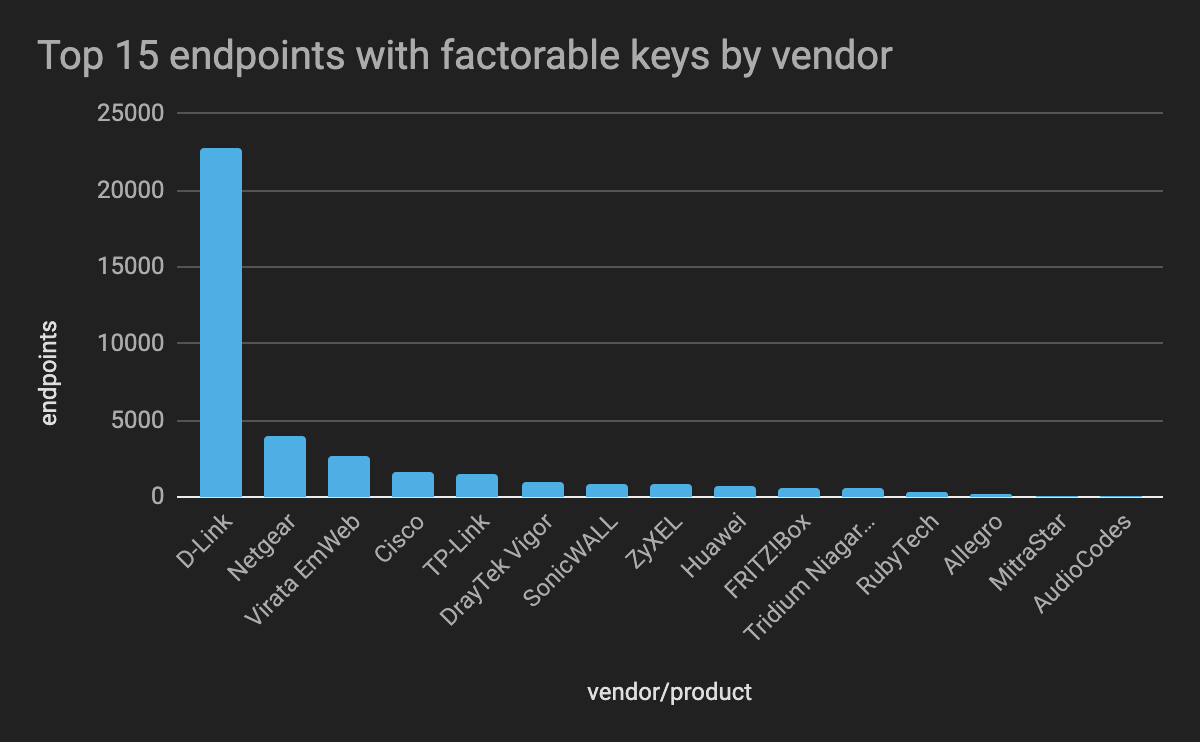 Top 15 endpoints with factorable keys by vendor
25000
20000
15000
10000
5000
0
endpoints
D-Link
Netgear
Virata EmWeb
Cisco
TP-Link
DrayTek Vigor
SonicWALL
ZyXEL
Huawei
FRITZ!Box
Tridium Niagar...
RubyTech
Allegro
MitraStar
AudioCodes
vendor/product